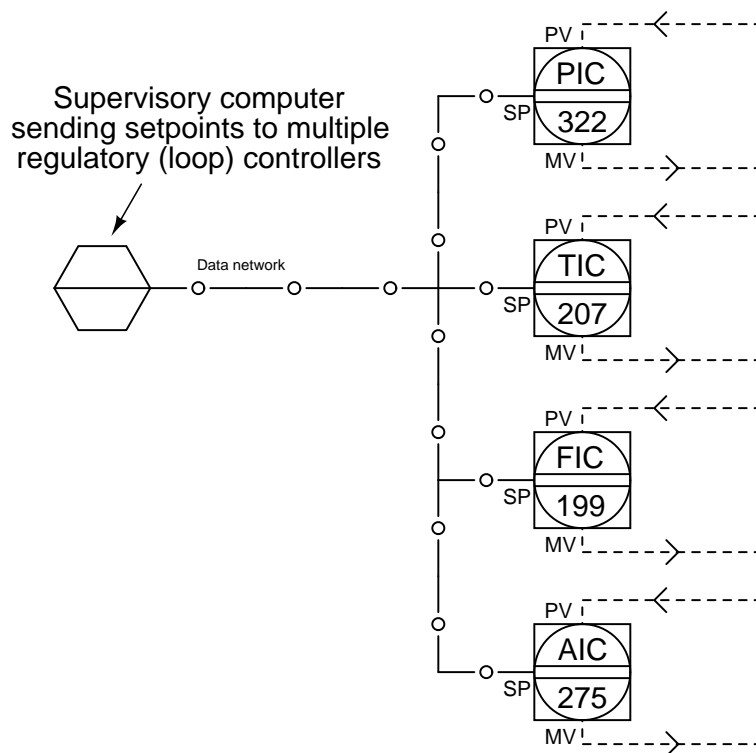 Supervisory computer
sending setpoints to multiple
regulatory (loop) controllers
Data network
PV
PIC
SP
322
MV
PV
TIC
SP
207
MV
PV
FIC
SP
199
MV
PV
AIC
SP
275
MV